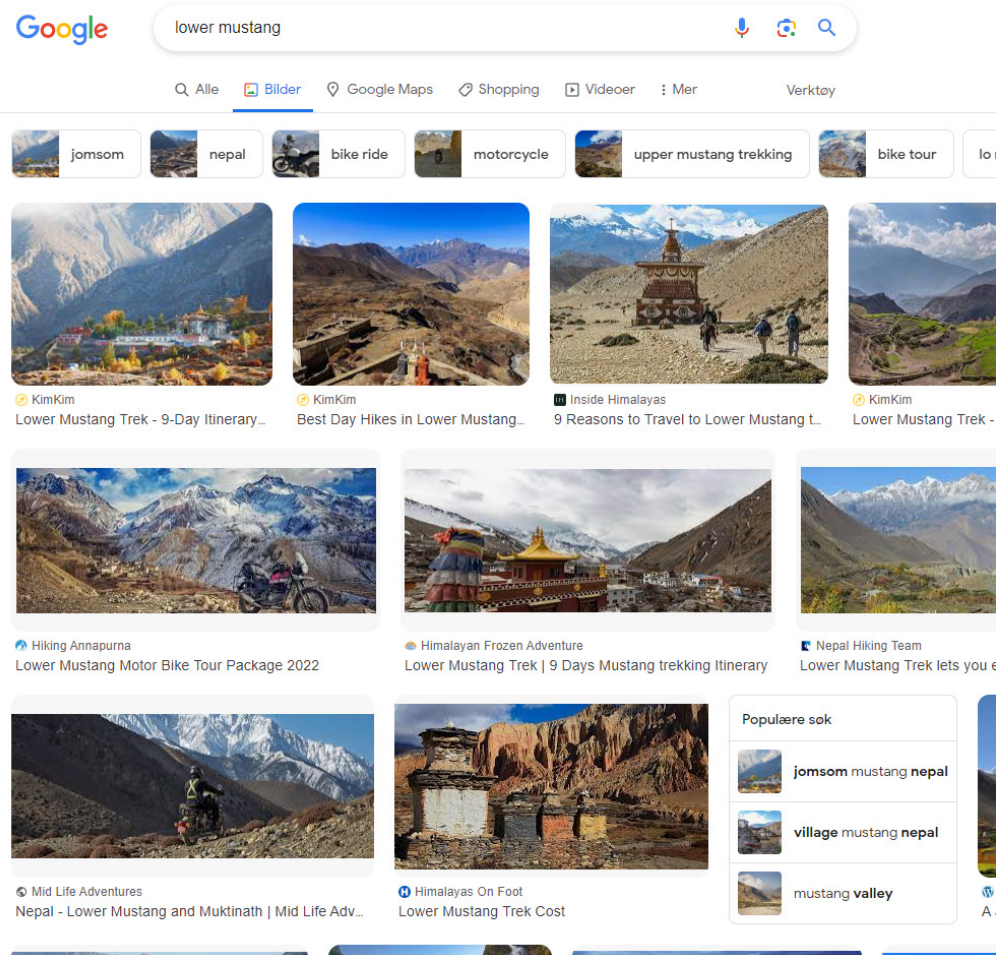 Google
lower mustang
Alle Bilder Google Maps Shopping Videoer Mer Verktøy
jomsom nepal bike ride motorcycle upper mustang trekking bike tour lo
KimKim KimKim Inside Himalayas KimKim
Lower Mustang Trek - 9-Day Itinerary... Best Day Hikes in Lower Mustang... 9 Reasons to Travel to Lower Mustang t... Lower Mustang Trek -
Hiking Annapurna Himalayan Frozen Adventure Nepal Hiking Team
Lower Mustang Motor Bike Tour Package 2022 Lower Mustang Trek | 9 Days Mustang trekking Itinerary Lower Mustang Trek lets you e
Populære søk
jomsom mustang nepal
village mustang nepal
mustang valley
Mid Life Adventures Himalayas On Foot
Nepal - Lower Mustang and Muktinath | Mid Life Adv... Lower Mustang Trek Cost A